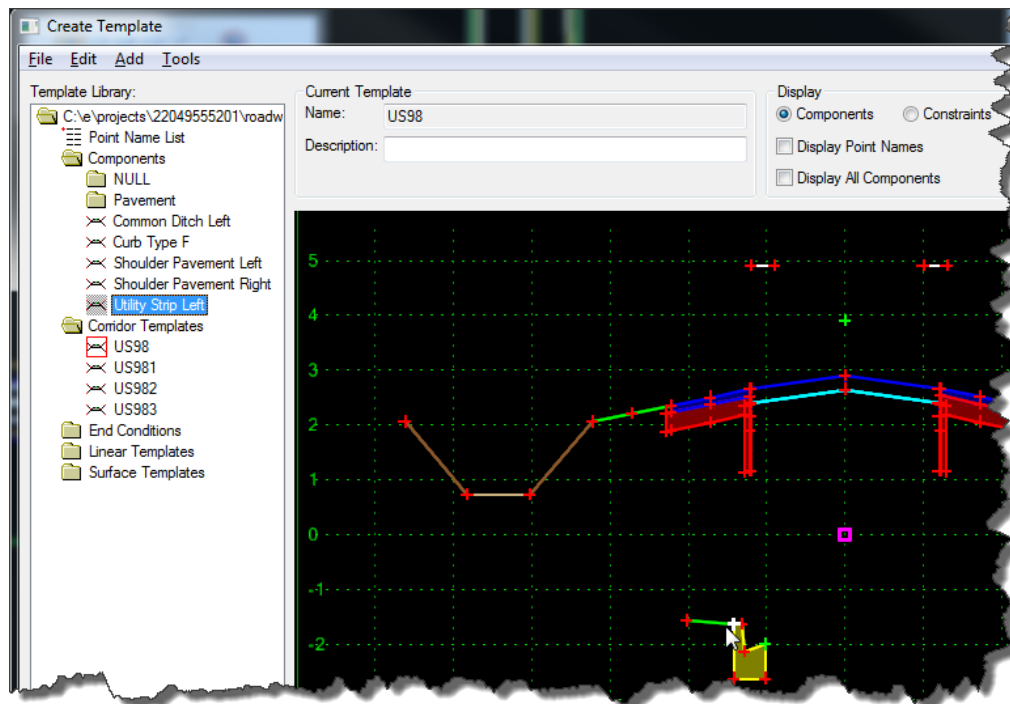 Create Template
File Edit Add Tools
Template Library:
C:\e\projects\22049555201\roadw
Point Name List
Components
NULL
Pavement
Common Ditch Left
Curb Type F
Shoulder Pavement Left
Shoulder Pavement Right
Utility Strip Left
Corridor Templates
US98
US981
US982
US983
End Conditions
Linear Templates
Surface Templates
Current Template
Name: US98
Description:
Display
Components Constraints
Display Point Names
Display All Components
5
4
3
2
1
0
-1
-2